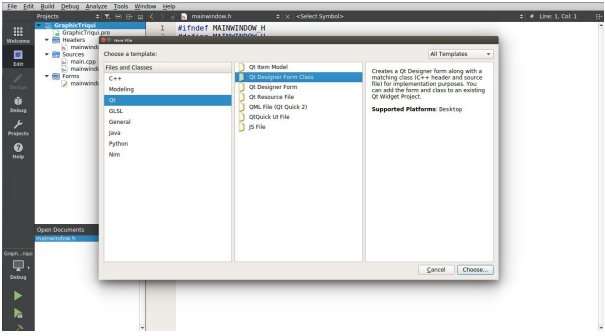 File Edit Build Debug Analyze Tools Window Help
Projects
mainwindow.h
<Select Symbol>
# Line: 1, Col: 1
Welcome
Edit
Design
Debug
Projects
Help
GraphicTriqui
GraphicTriqui.pro
Headers
mainwindo
Sources
main.cpp
mainwindo
Forms
mainwindo
1 #ifndef MAINWINDOW_H
New File
Choose a template:
All Templates
Files and Classes
C++
Modeling
Qt
GLSL
General
Java
Python
Nim
Qt Item Model
Qt Designer Form Class
Qt Designer Form
Qt Resource File
QML File (Qt Quick 2)
QtQuick UI File
JS File
Creates a Qt Designer form along with a
matching class (C++ header and source
file) for implementation purposes. You
can add the form and class to an existing
Qt Widget Project.
Supported Platforms: Desktop
Cancel Choose...
Open Documents
mainwindow.h
Graph...riqui
Debug